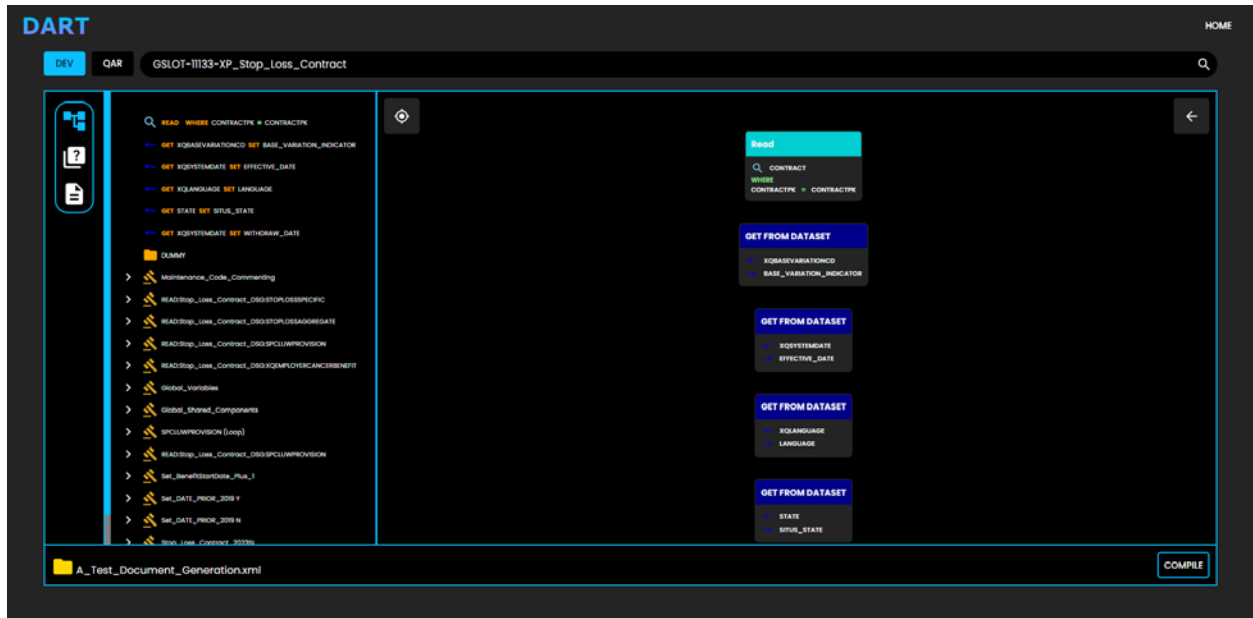 DART
HOME
DEV
QAR
GSLOT-11133-XP_Stop_Loss_Contract
READ WHERE CONTRACTPK = CONTRACTPK
GET XQBASEVARIATIONCD SET BASE_VARIATION_INDICATOR
GET XQSYSTEMDATE SET EFFECTIVE_DATE
GET XQLANGUAGE SET LANGUAGE
GET STATE SET SITUS_STATE
GET XQSYSTEMDATE SET WITHDRAW_DATE
DUMMY
Maintenance_Code_Commenting
READ:Stop_Loss_Contract_DSG:STOPLOSSSPECIFIC
READ:Stop_Loss_Contract_DSG:STOPLOSSAGGREGATE
READ:Stop_Loss_Contract_DSG:SPCLUWPROVISION
READ:Stop_Loss_Contract_DSG:XQEMPLOYERCANCERBENEFIT
Global_Variables
Global_Shared_Components
SPCLUWPROVISION (Loop)
READ:Stop_Loss_Contract_DSG:SPCLUWPROVISION
Set_BenefitStartDate_Plus_1
Set_DATE_PRIOR_2019 Y
Set_DATE_PRIOR_2019 N
Read
CONTRACT
WHERE
CONTRACTPK = CONTRACTPK
GET FROM DATASET
XQBASEVARIATIONCD
BASE_VARIATION_INDICATOR
GET FROM DATASET
XQSYSTEMDATE
EFFECTIVE_DATE
GET FROM DATASET
XQLANGUAGE
LANGUAGE
GET FROM DATASET
STATE
SITUS_STATE
A_Test_Document_Generation.xml
COMPILE